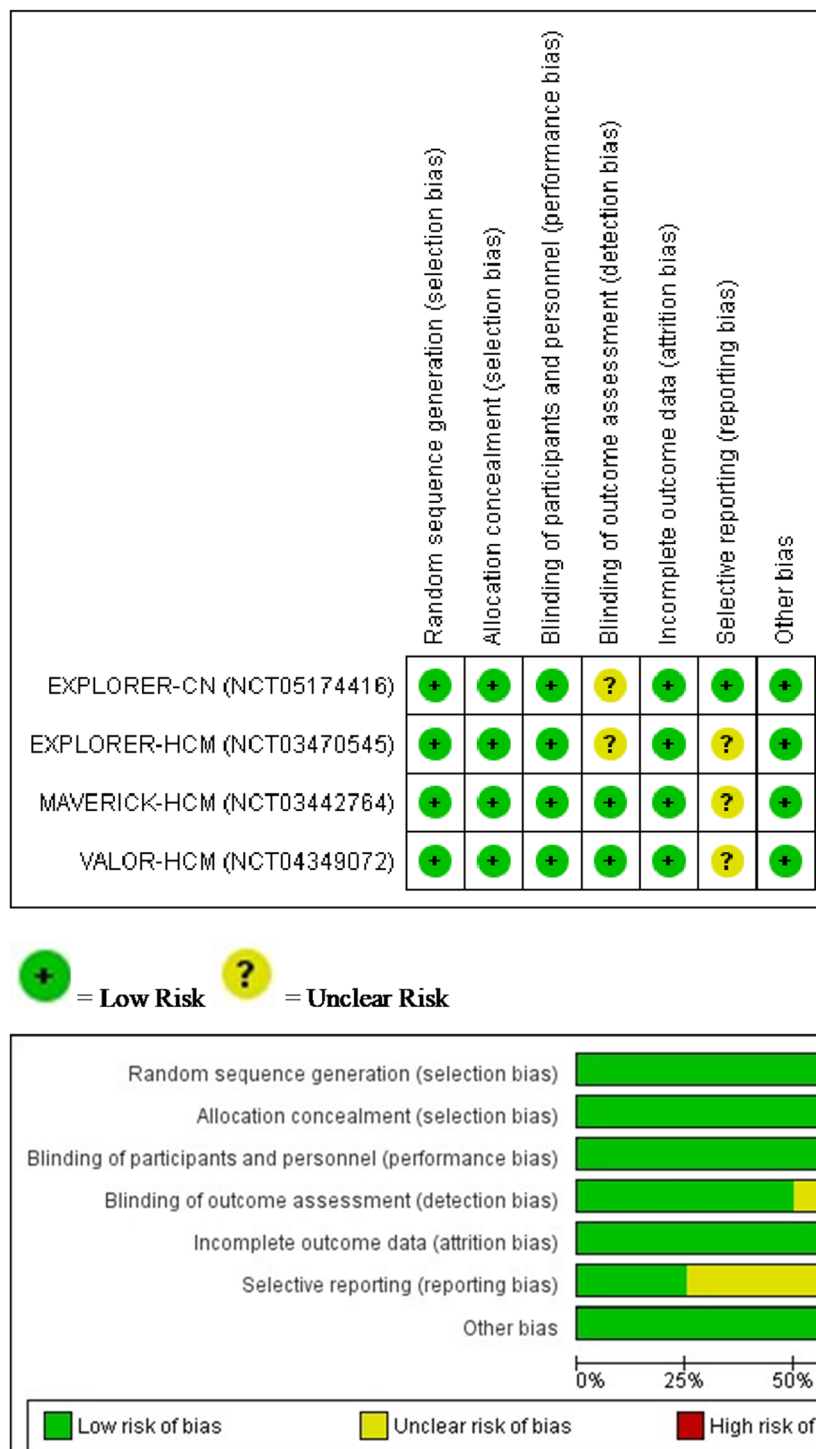 Random sequence generation (selection bias)
Allocation concealment (selection bias)
Blinding of participants and personnel (performance bias)
Blinding of outcome assessment (detection bias)
Incomplete outcome data (attrition bias)
Selective reporting (reporting bias)
Other bias
EXPLORER-CN (NCT05174416) + + + ? + + +
EXPLORER-HCM (NCT03470545) + + + ? + ? +
MAVERICK-HCM (NCT03442764) + + + + + ? +
VALOR-HCM (NCT04349072) + + + + + ? +
+ = Low Risk ? = Unclear Risk
Random sequence generation (selection bias)
Allocation concealment (selection bias)
Blinding of participants and personnel (performance bias)
Blinding of outcome assessment (detection bias)
Incomplete outcome data (attrition bias)
Selective reporting (reporting bias)
Other bias
0% 25% 50%
Low risk of bias Unclear risk of bias High risk of